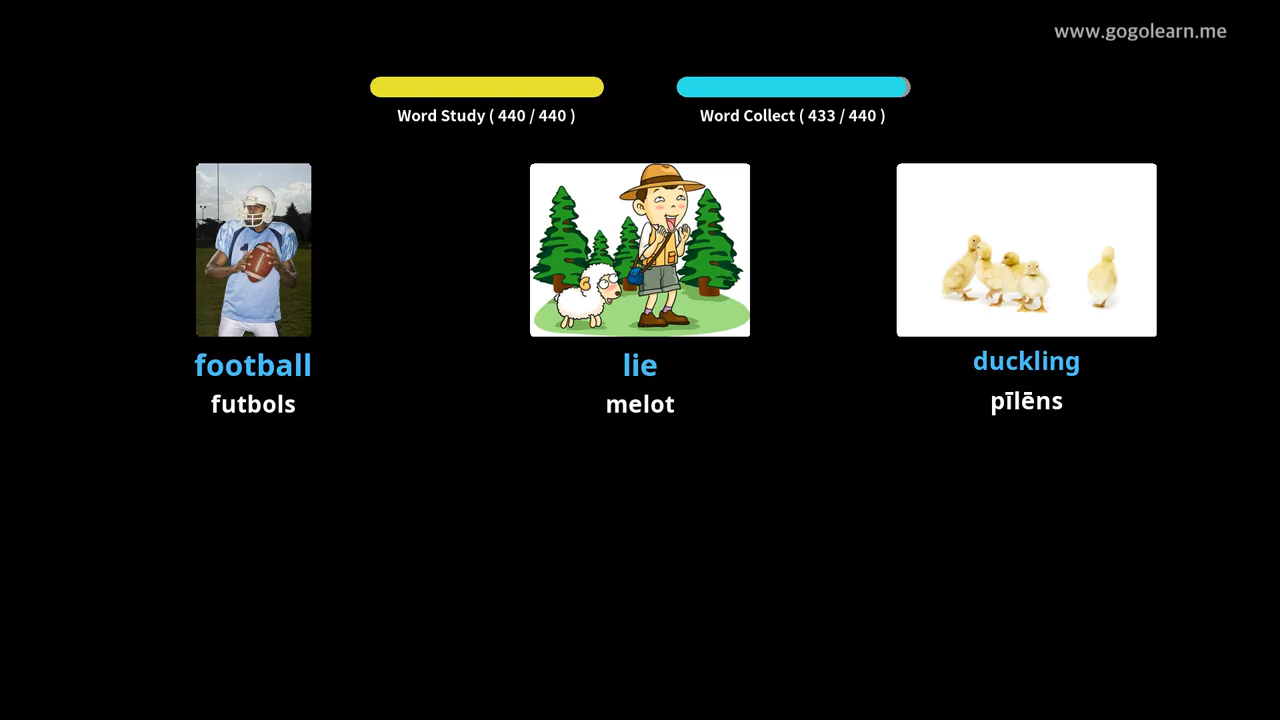 www.gogolearn.me
Word Study ( 440 / 440 )
Word Collect ( 433 / 440 )
football
futbols
lie
melot
duckling
pīlēns